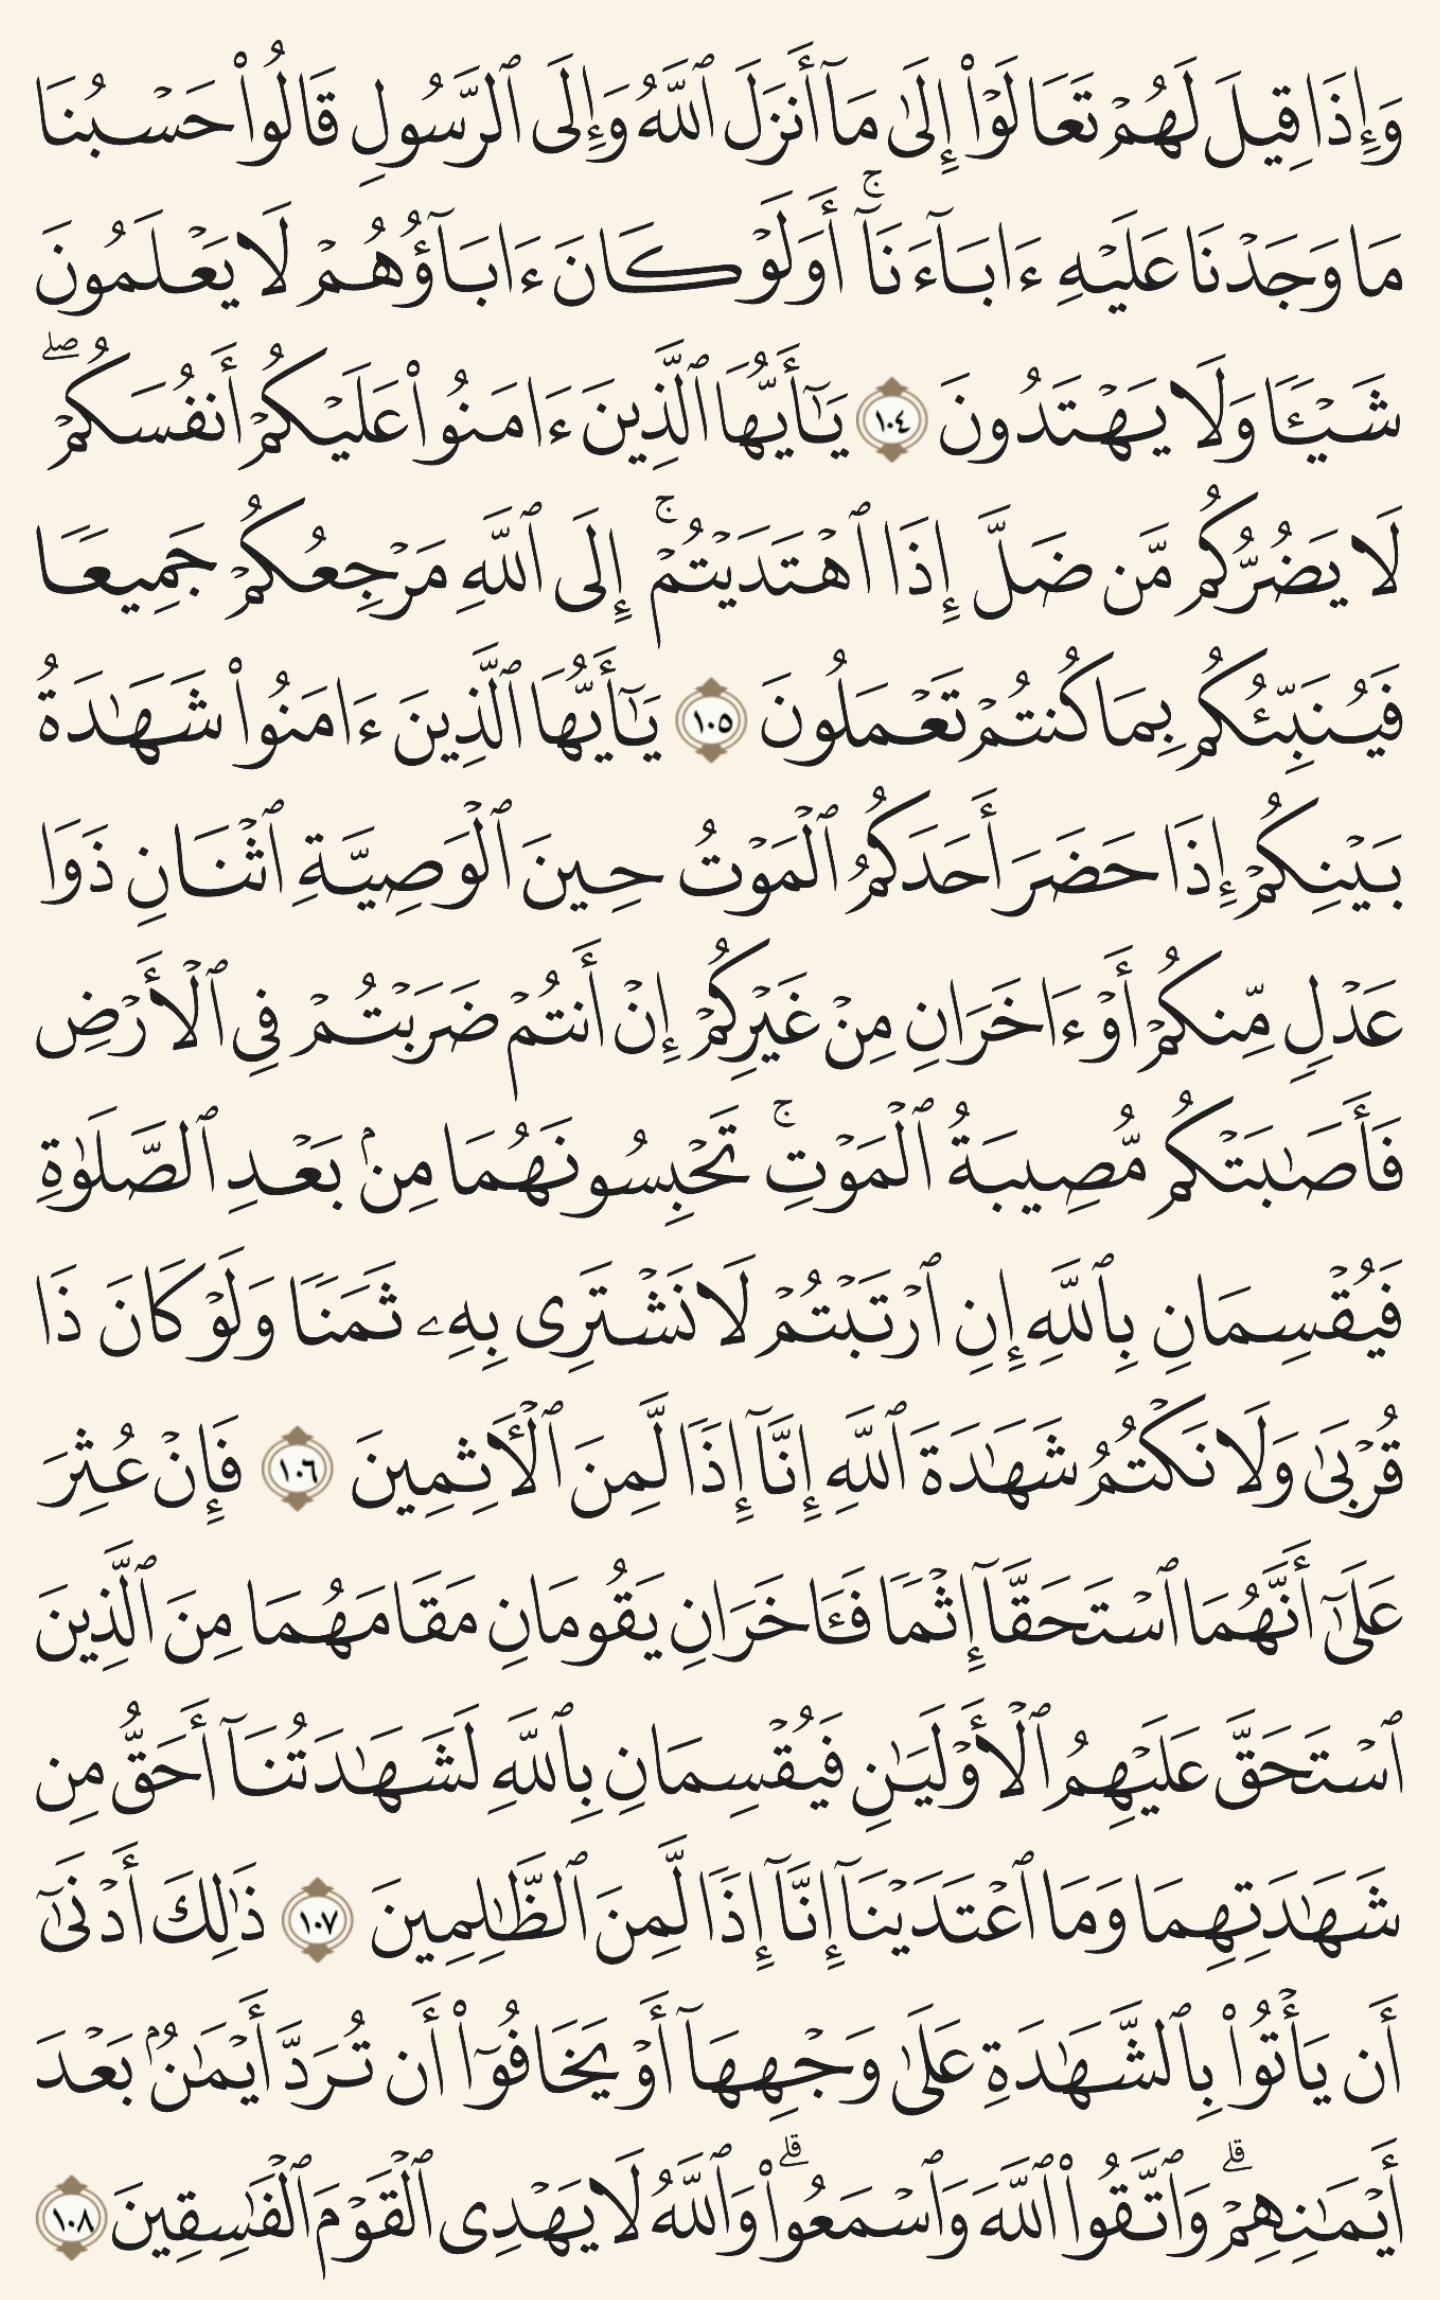 وَإِذَا قِيلَ لَهُمۡ تَعَالَوۡاْ إِلَىٰ مَآ أَنزَلَ ٱللَّهُ وَإِلَى ٱلرَّسُولِ قَالُواْ حَسۡبُنَا
مَا وَجَدۡنَا عَلَيۡهِ ءَابَآءَنَآۚ أَوَلَوۡ كَانَ ءَابَآؤُهُمۡ لَا يَعۡلَمُونَ
شَيۡـٔٗا وَلَا يَهۡتَدُونَ ١٠٤ يَٰٓأَيُّهَا ٱلَّذِينَ ءَامَنُواْ عَلَيۡكُمۡ أَنفُسَكُمۡۖ
لَا يَضُرُّكُم مَّن ضَلَّ إِذَا ٱهۡتَدَيۡتُمۡۚ إِلَى ٱللَّهِ مَرۡجِعُكُمۡ جَمِيعٗا
فَيُنَبِّئُكُم بِمَا كُنتُمۡ تَعۡمَلُونَ ١٠٥ يَٰٓأَيُّهَا ٱلَّذِينَ ءَامَنُواْ شَهَٰدَةُ
بَيۡنِكُمۡ إِذَا حَضَرَ أَحَدَكُمُ ٱلۡمَوۡتُ حِينَ ٱلۡوَصِيَّةِ ٱثۡنَانِ ذَوَا
عَدۡلٖ مِّنكُمۡ أَوۡ ءَاخَرَانِ مِنۡ غَيۡرِكُمۡ إِنۡ أَنتُمۡ ضَرَبۡتُمۡ فِي ٱلۡأَرۡضِ
فَأَصَٰبَتۡكُم مُّصِيبَةُ ٱلۡمَوۡتِۚ تَحۡبِسُونَهُمَا مِنۢ بَعۡدِ ٱلصَّلَوٰةِ
فَيُقۡسِمَانِ بِٱللَّهِ إِنِ ٱرۡتَبۡتُمۡ لَا نَشۡتَرِي بِهِۦ ثَمَنٗا وَلَوۡ كَانَ ذَا
قُرۡبَىٰ وَلَا نَكۡتُمُ شَهَٰدَةَ ٱللَّهِ إِنَّآ إِذٗا لَّمِنَ ٱلۡأٓثِمِينَ ١٠٦ فَإِنۡ عُثِرَ
عَلَىٰٓ أَنَّهُمَا ٱسۡتَحَقَّآ إِثۡمٗا فَـَٔاخَرَانِ يَقُومَانِ مَقَامَهُمَا مِنَ ٱلَّذِينَ
ٱسۡتَحَقَّ عَلَيۡهِمُ ٱلۡأَوۡلَيَٰنِ فَيُقۡسِمَانِ بِٱللَّهِ لَشَهَٰدَتُنَآ أَحَقُّ مِن
شَهَٰدَتِهِمَا وَمَا ٱعۡتَدَيۡنَآ إِنَّآ إِذٗا لَّمِنَ ٱلظَّٰلِمِينَ ١٠٧ ذَٰلِكَ أَدۡنَىٰٓ
أَن يَأۡتُواْ بِٱلشَّهَٰدَةِ عَلَىٰ وَجۡهِهَآ أَوۡ يَخَافُوٓاْ أَن تُرَدَّ أَيۡمَٰنُۢ بَعۡدَ
أَيۡمَٰنِهِمۡۗ وَٱتَّقُواْ ٱللَّهَ وَٱسۡمَعُواْۗ وَٱللَّهُ لَا يَهۡدِي ٱلۡقَوۡمَ ٱلۡفَٰسِقِينَ ١٠٨